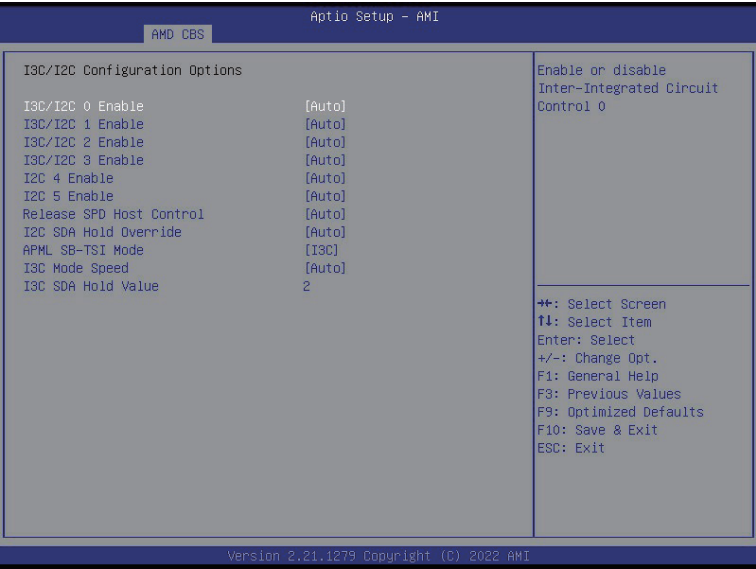 Aptio Setup – AMI
AMD CBS
I3C/I2C Configuration Options
I3C/I2C 0 Enable [Auto]
I3C/I2C 1 Enable [Auto]
I3C/I2C 2 Enable [Auto]
I3C/I2C 3 Enable [Auto]
I2C 4 Enable [Auto]
I2C 5 Enable [Auto]
Release SPD Host Control [Auto]
I2C SDA Hold Override [Auto]
APML SB-TSI Mode [I3C]
I3C Mode Speed [Auto]
I3C SDA Hold Value 2
Enable or disable
Inter-Integrated Circuit
Control 0
→←: Select Screen
↑↓: Select Item
Enter: Select
+/-: Change Opt.
F1: General Help
F3: Previous Values
F9: Optimized Defaults
F10: Save & Exit
ESC: Exit
Version 2.21.1279 Copyright (C) 2022 AMI